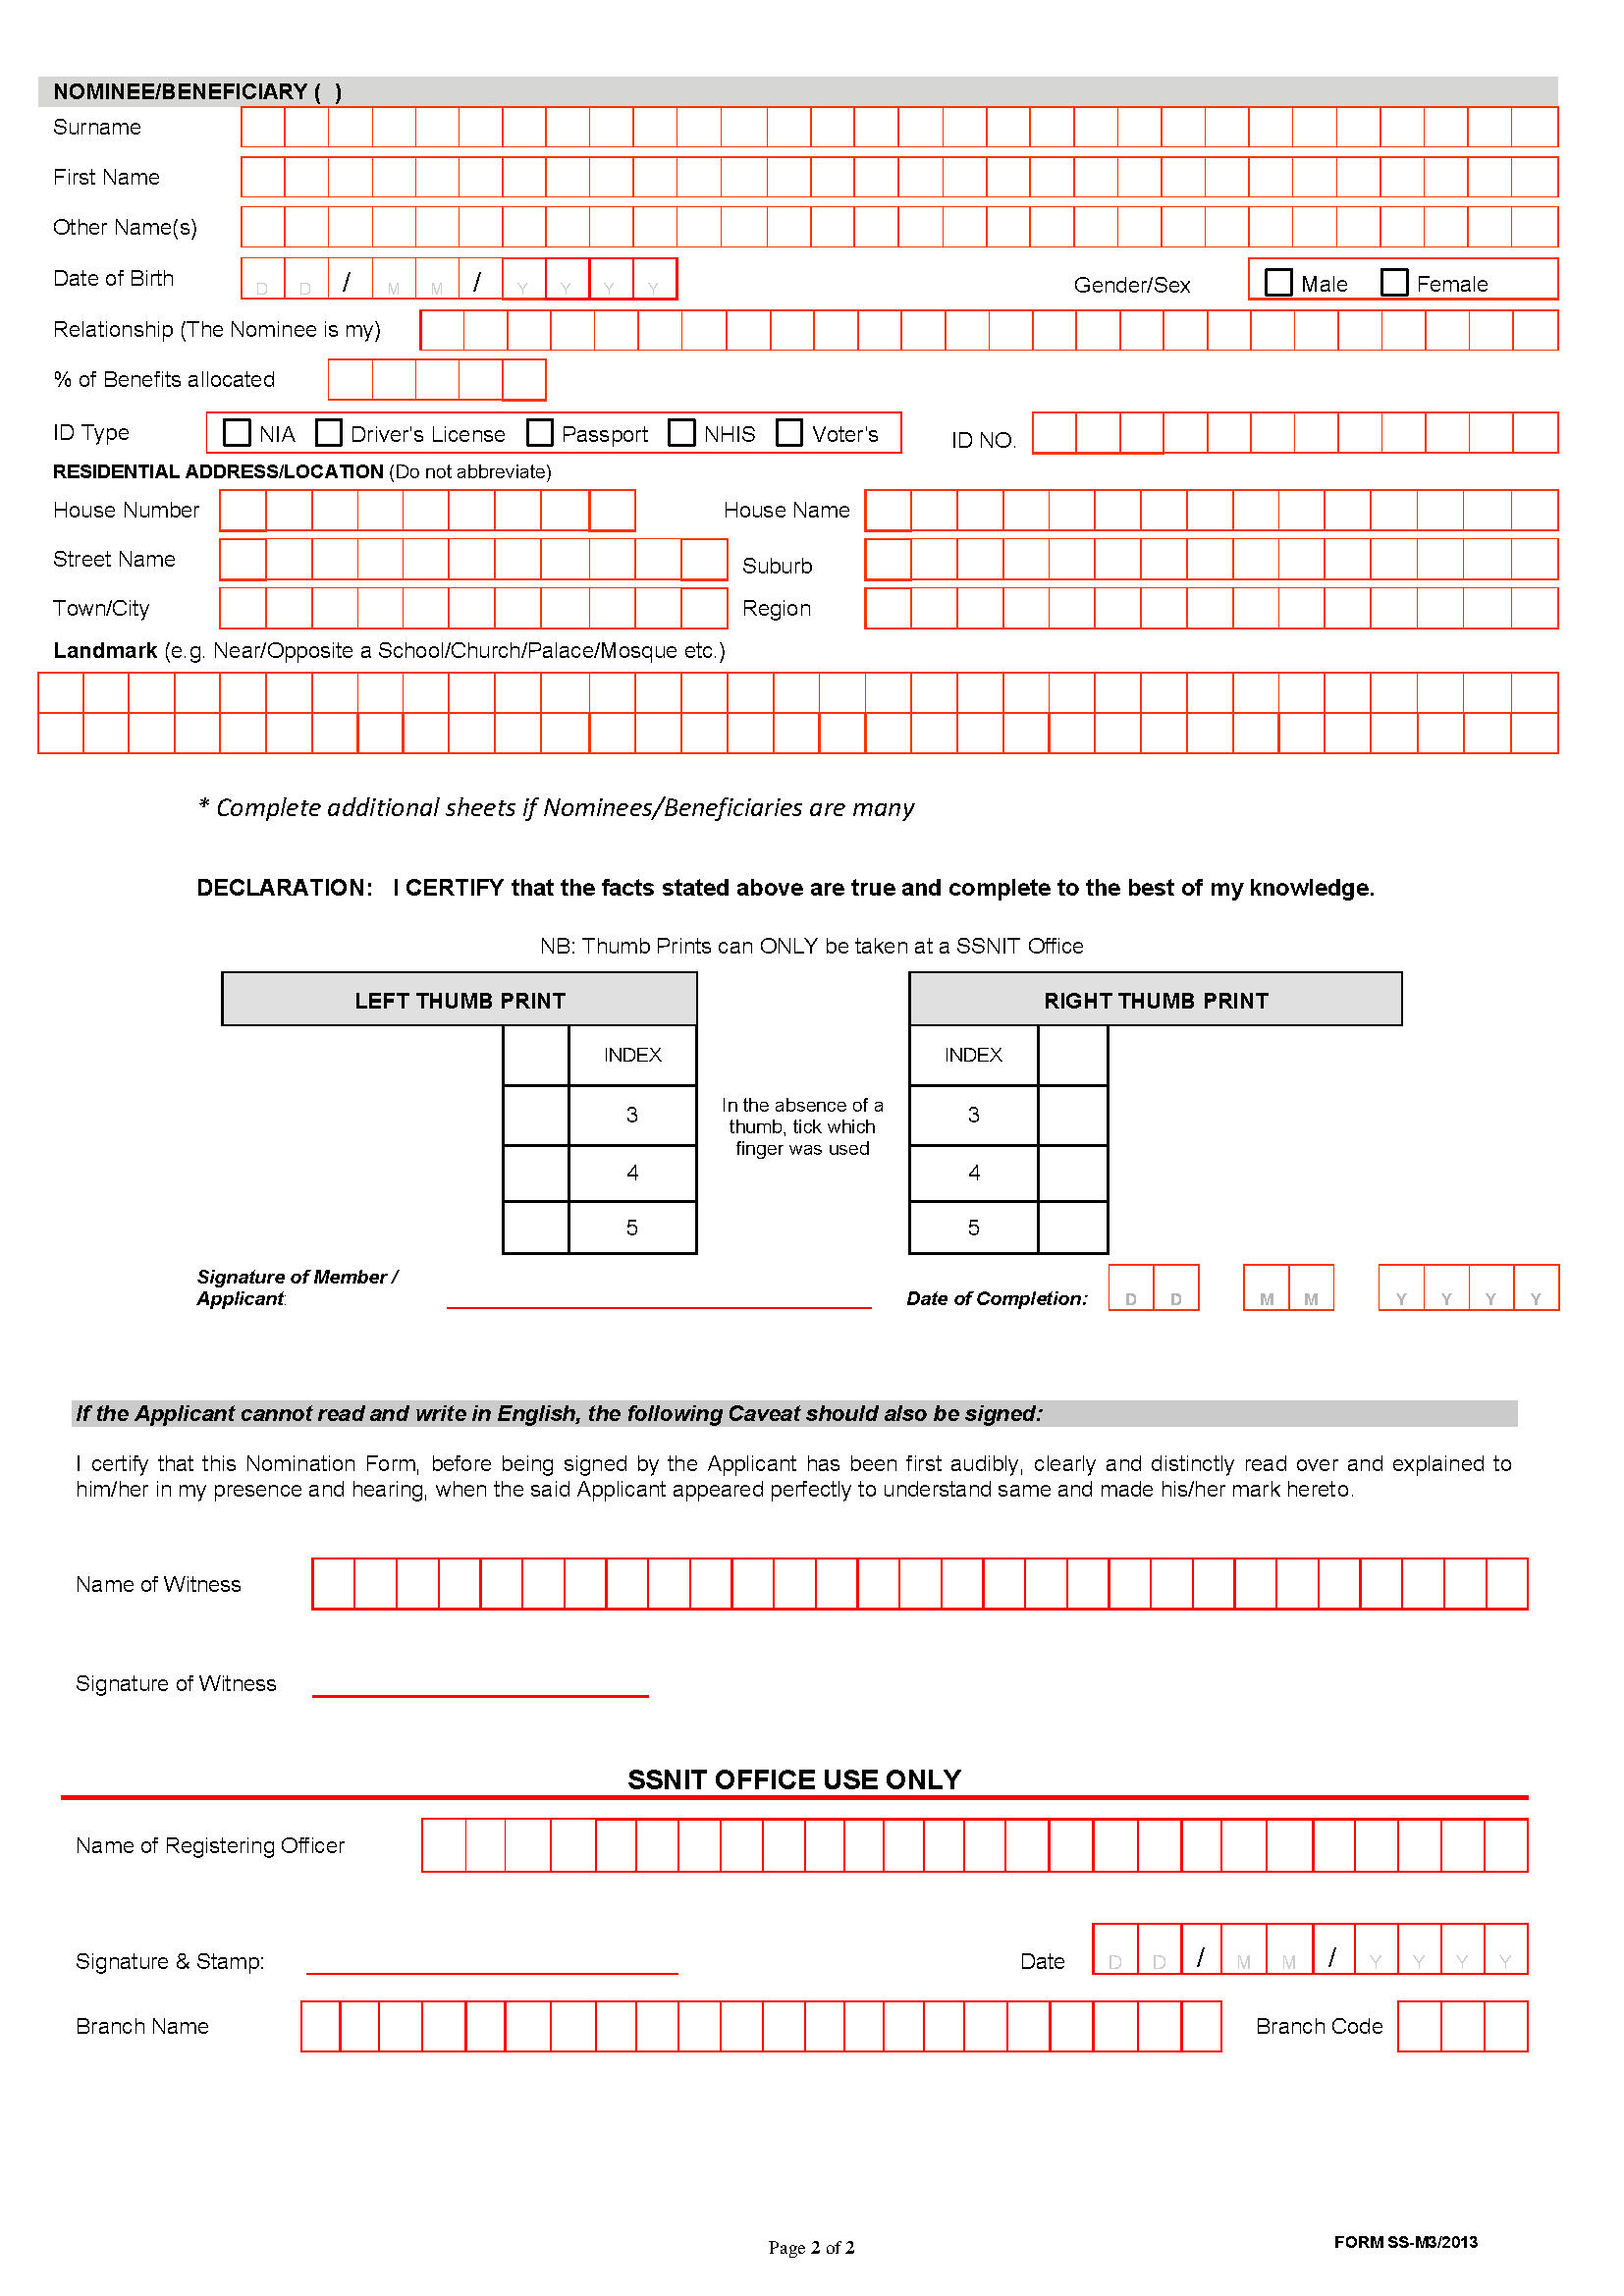 NOMINEE/BENEFICIARY ( )
Surname
First Name
Other Name(s)
Date of Birth D D / M M / Y Y Y Y Gender/Sex Male Female
Relationship (The Nominee is my)
% of Benefits allocated
ID Type NIA Driver's License Passport NHIS Voter's ID NO.
RESIDENTIAL ADDRESS/LOCATION (Do not abbreviate)
House Number House Name
Street Name Suburb
Town/City Region
Landmark (e.g. Near/Opposite a School/Church/Palace/Mosque etc.)
* Complete additional sheets if Nominees/Beneficiaries are many
DECLARATION: I CERTIFY that the facts stated above are true and complete to the best of my knowledge.
NB: Thumb Prints can ONLY be taken at a SSNIT Office
LEFT THUMB PRINT RIGHT THUMB PRINT
INDEX INDEX
3 In the absence of a 3
thumb, tick which
finger was used
4 4
5 5
Signature of Member /
Applicant: Date of Completion: D D M M Y Y Y Y
If the Applicant cannot read and write in English, the following Caveat should also be signed:
I certify that this Nomination Form, before being signed by the Applicant has been first audibly, clearly and distinctly read over and explained to
him/her in my presence and hearing, when the said Applicant appeared perfectly to understand same and made his/her mark hereto.
Name of Witness
Signature of Witness
SSNIT OFFICE USE ONLY
Name of Registering Officer
Signature & Stamp: Date D D / M M / Y Y Y Y
Branch Name Branch Code
Page 2 of 2 FORM SS-M3/2013